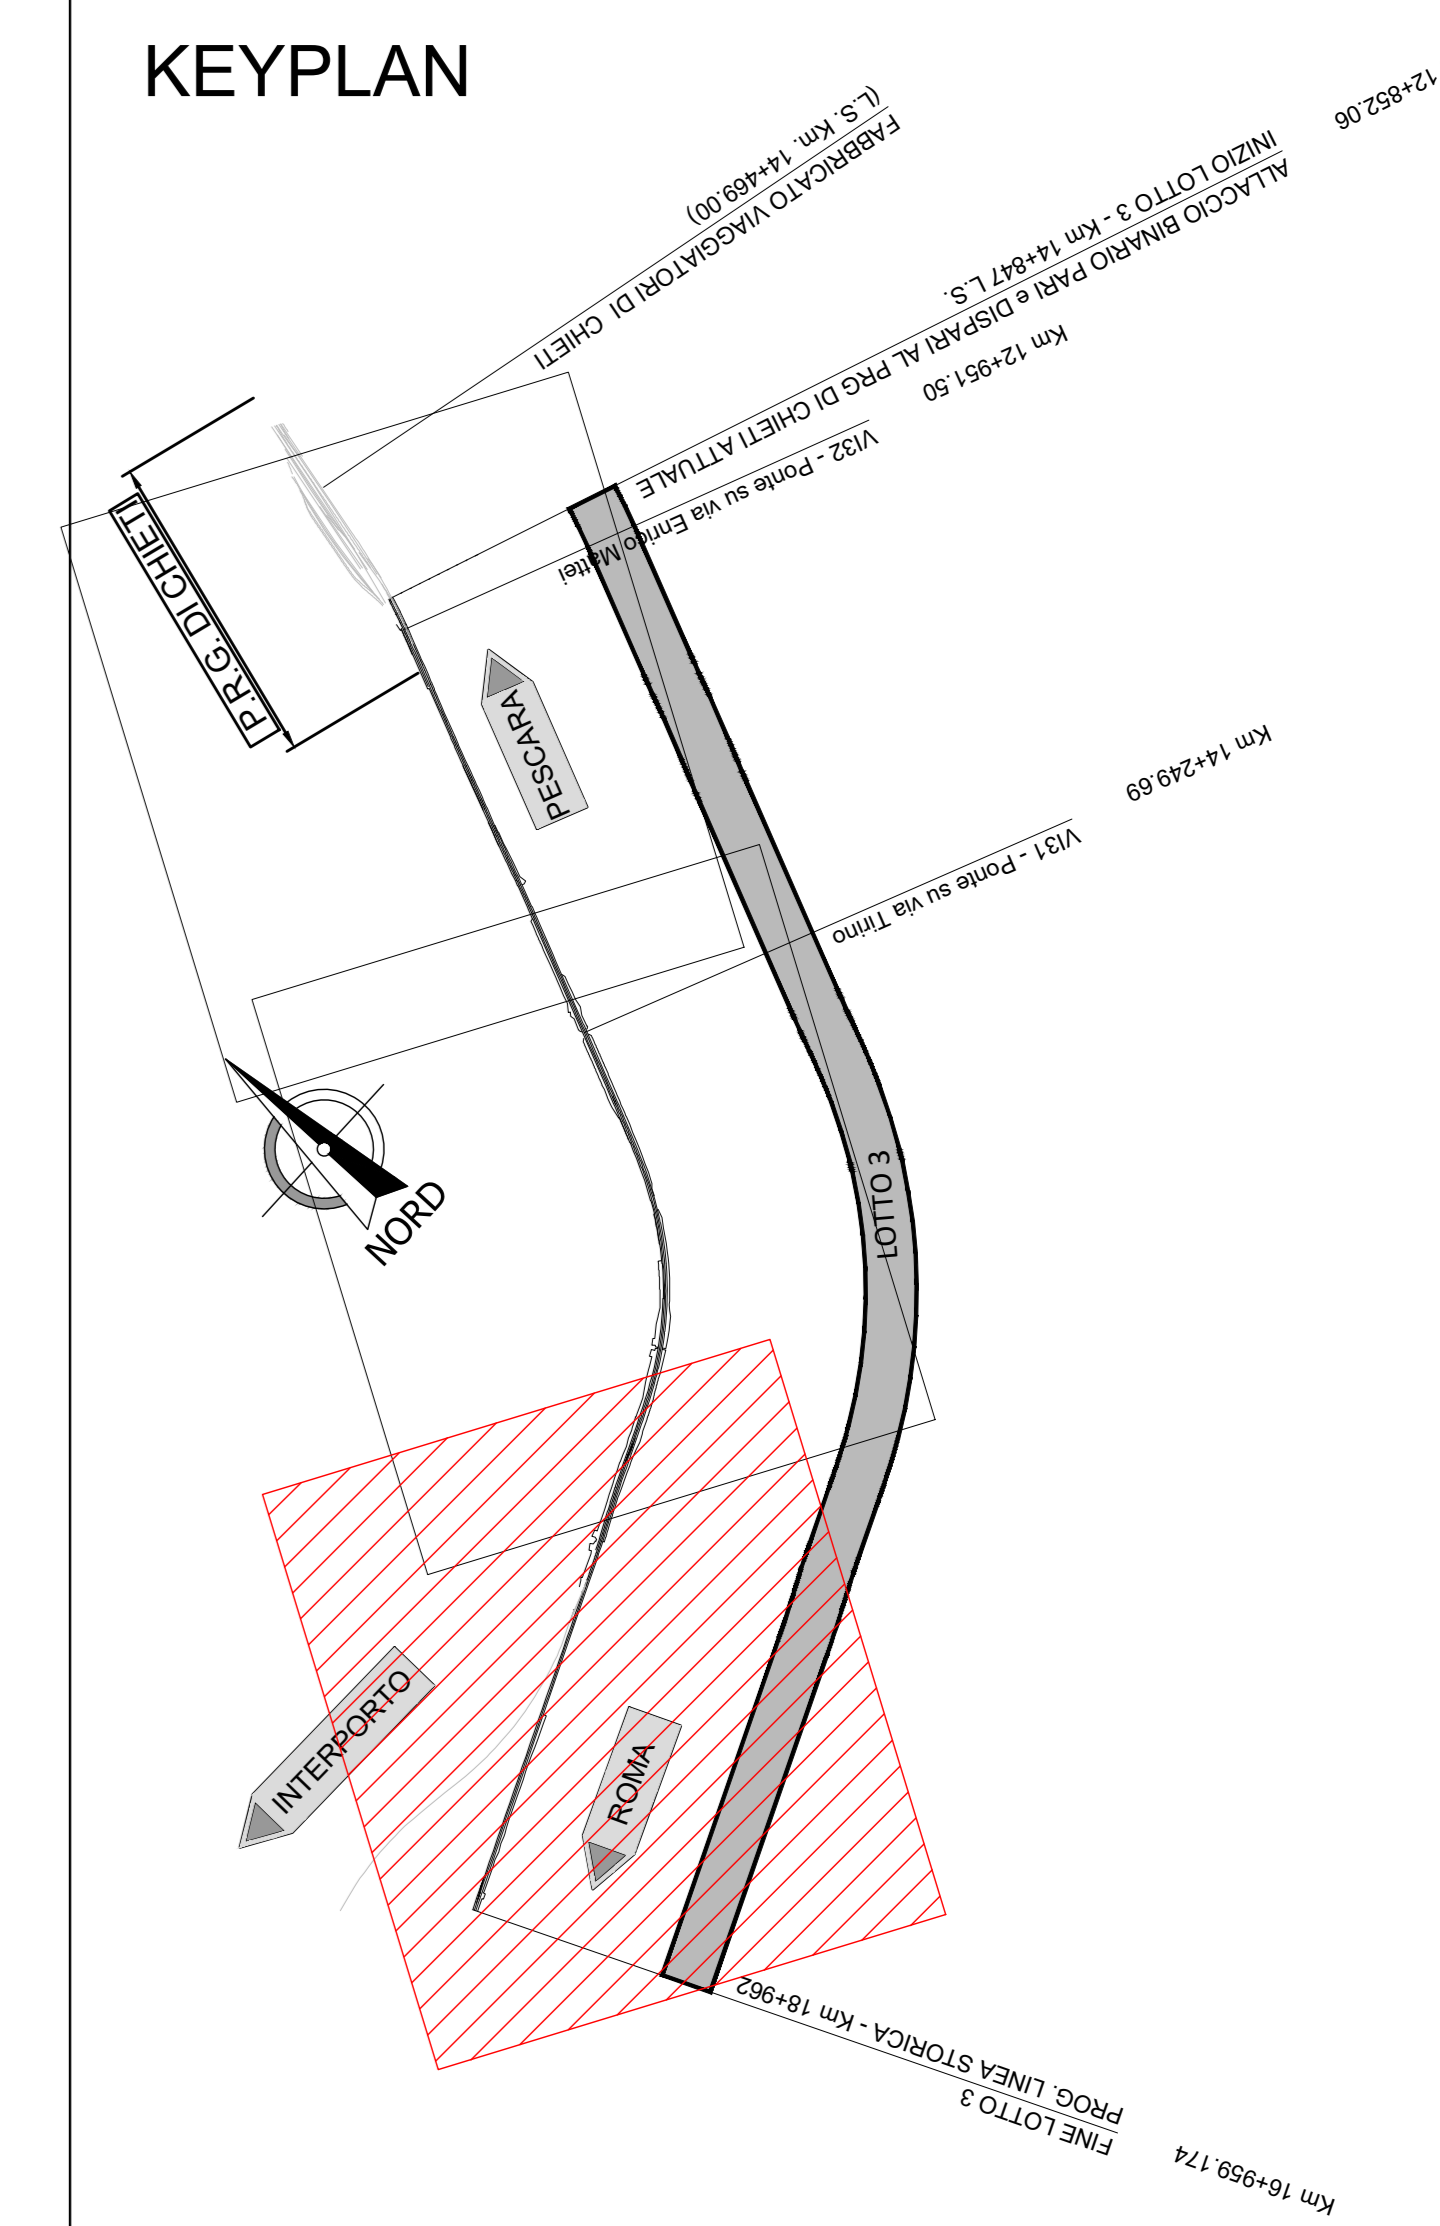 KEYPLAN
(L.S. Km. 14+469.00)
FABBRICATO VIAGGIATORI DI CHIETI
12+852.06
INIZIO LOTTO 3 - Km 14+847 L.S.
ALLACCIO BINARIO PARI e DISPARI AL PRG DI CHIETI ATTUALE
Km 12+951.50
VI32 - Ponte su via Enrico Mattei
P.R.G. DI CHIETI
PESCARA
Km 14+249.69
VI31 - Ponte su via Tirino
NORD
LOTTO 3
INTERPORTO
ROMA
PROG. LINEA STORICA - Km 18+962
FINE LOTTO 3
Km 16+959.174